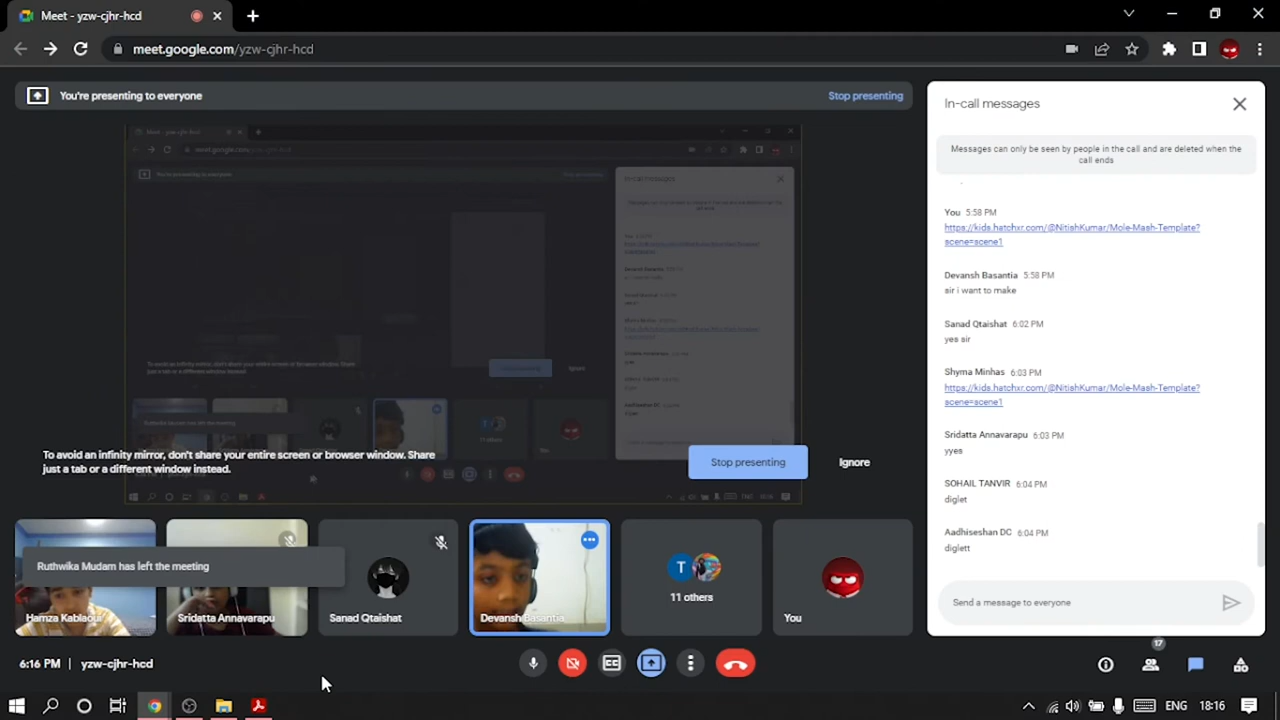 Meet - yzw-cjhr-hcd
meet.google.com/yzw-cjhr-hcd
You're presenting to everyone
Stop presenting
In-call messages
Messages can only be seen by people in the call and are deleted when the
call ends
You 5:58 PM
https://kids.hatchxr.com/@NitishKumar/Mole-Mash-Template?
scene=scene1
Devansh Basantia 5:58 PM
sir i want to make
Sanad Qtaishat 6:02 PM
yes sir
Shyma Minhas 6:03 PM
https://kids.hatchxr.com/@NitishKumar/Mole-Mash-Template?
scene=scene1
Sridatta Annavarapu 6:03 PM
yyes
SOHAIL TANVIR 6:04 PM
diglet
Aadhiseshan DC 6:04 PM
diglett
Send a message to everyone
To avoid an infinity mirror, don't share your entire screen or browser window. Share
just a tab or a different window instead.
Stop presenting
Ignore
Ruthwika Mudam has left the meeting
Hamza Kablaoui
Sridatta Annavarapu
Sanad Qtaishat
Devansh Basantia
T
11 others
You
6:16 PM | yzw-cjhr-hcd
17
ENG
18:16